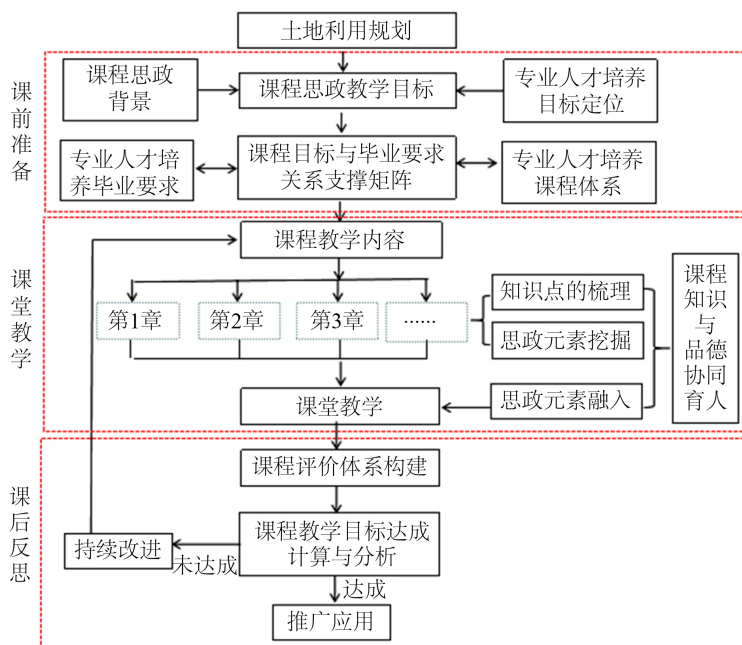 土地利用规划
课前准备
课程思政
背景
课程思政教学目标
专业人才培养
目标定位
专业人才培
养毕业要求
课程目标与毕业要求
关系支撑矩阵
专业人才培养
课程体系
课堂教学
课程教学内容
第1章
第2章
第3章
……
知识点的梳理
思政元素挖掘
思政元素融入
课程
知识
与
品德
协同
育人
课堂教学
课后反思
课程评价体系构建
课程教学目标达成
计算与分析
持续改进
未达成
达成
推广应用